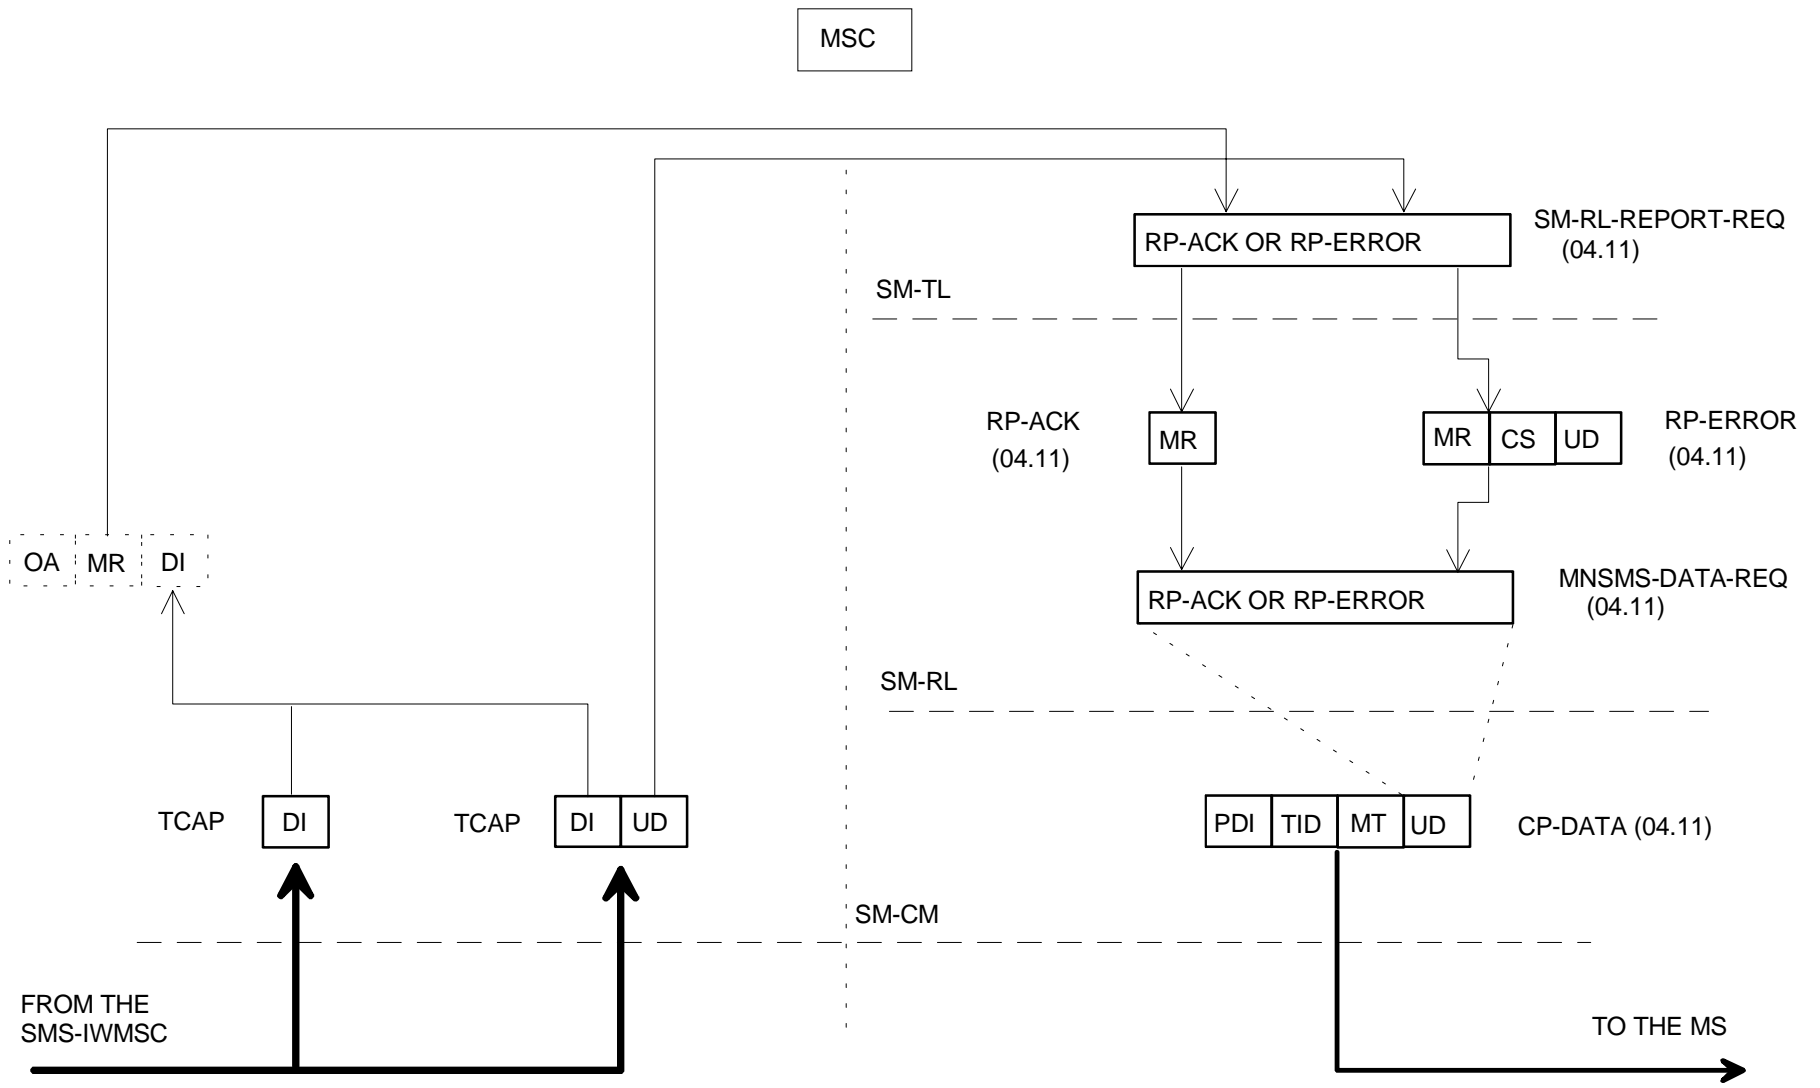 MSC
SM-RL-REPORT-REQ
(04.11)
RP-ACK OR RP-ERROR
SM-TL
RP-ACK
(04.11)
MR
MR CS UD
RP-ERROR
(04.11)
OA MR DI
MNSMS-DATA-REQ
(04.11)
RP-ACK OR RP-ERROR
SM-RL
TCAP DI
TCAP DI UD
PDI TID MT UD
CP-DATA (04.11)
SM-CM
FROM THE
SMS-IWMSC
TO THE MS